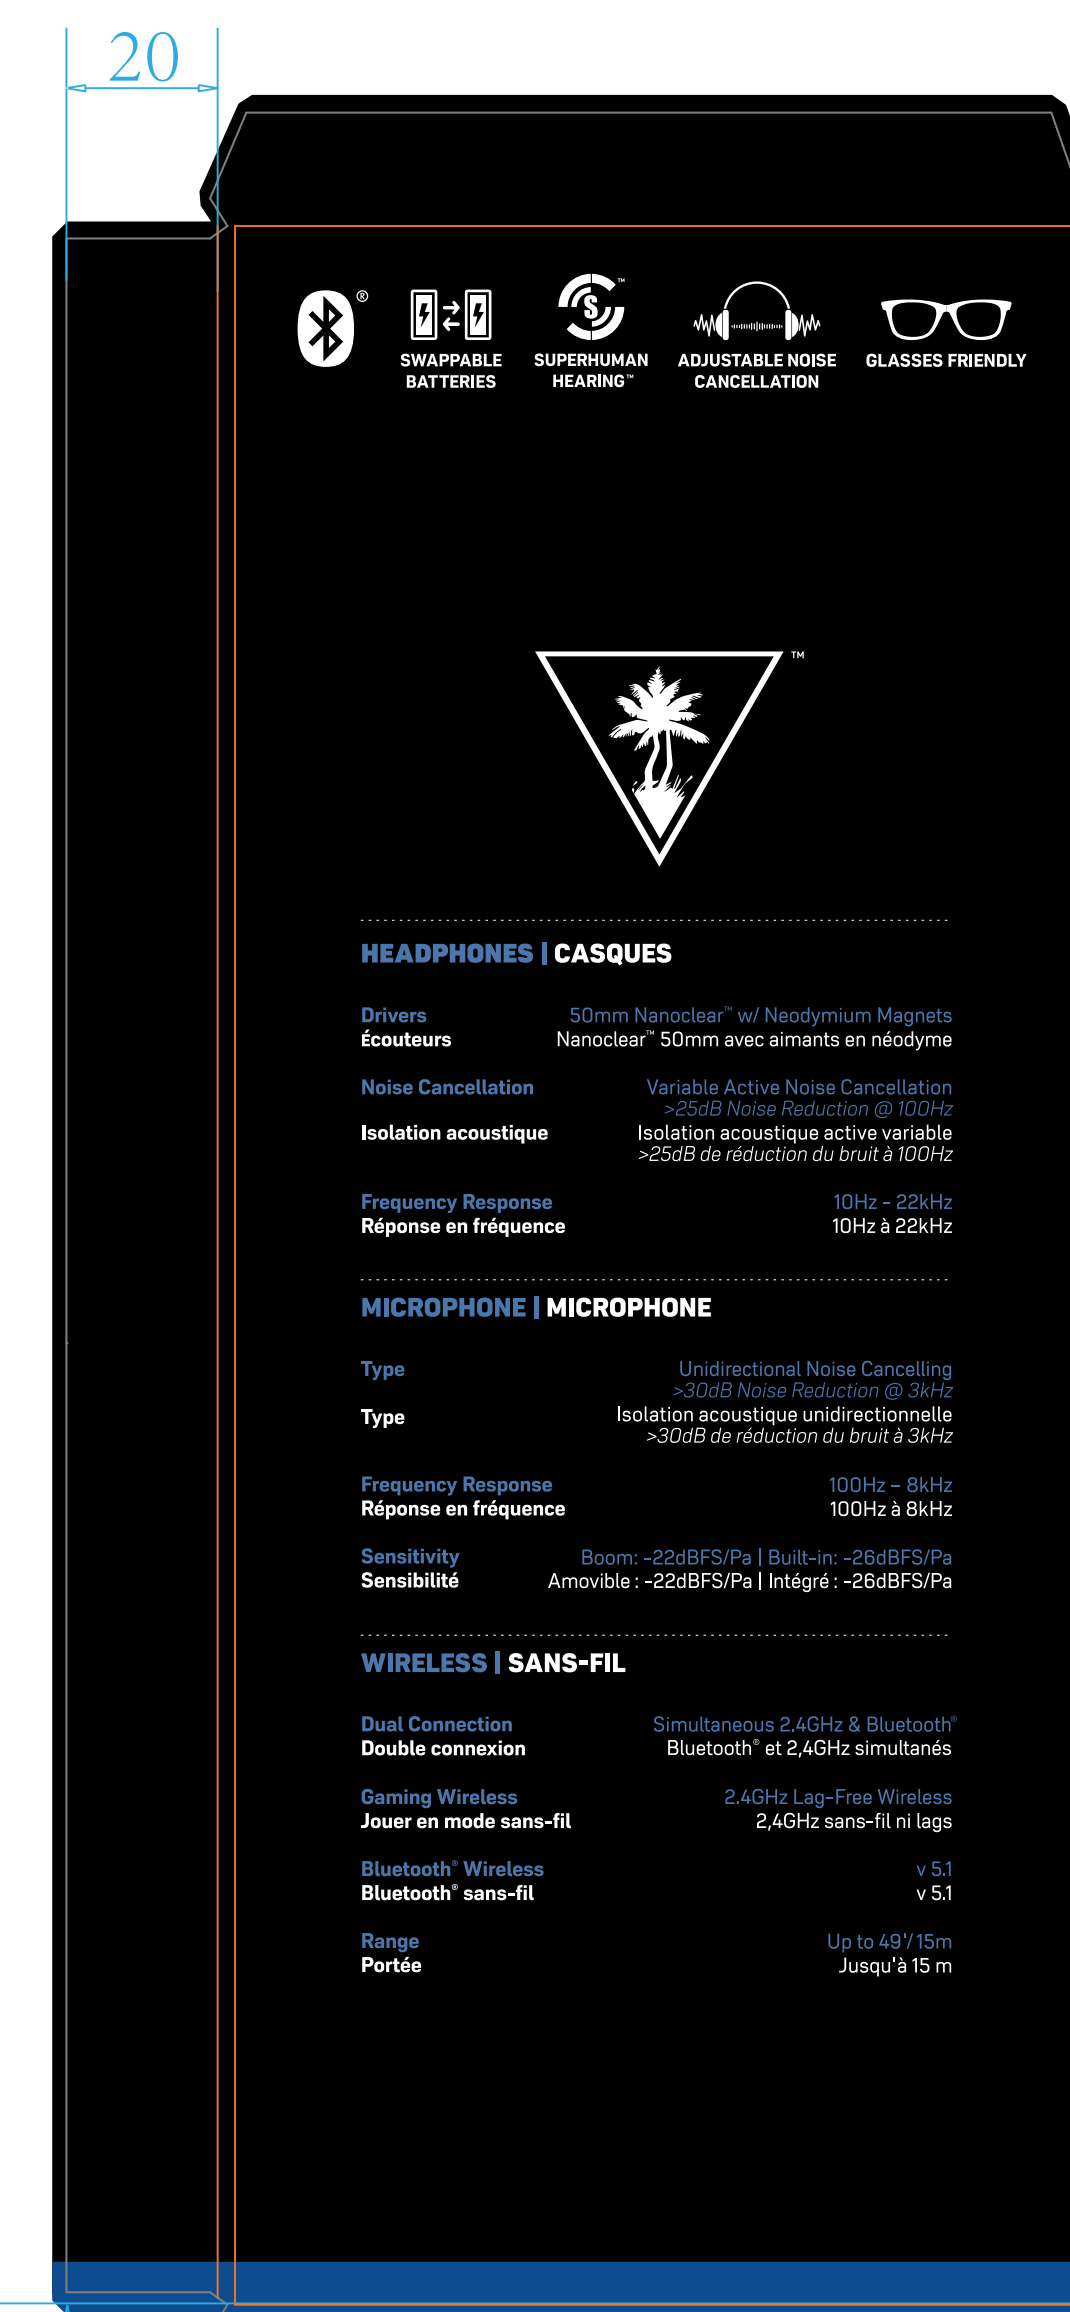 20
®
SWAPPABLE
BATTERIES
S ™
SUPERHUMAN
HEARING™
ADJUSTABLE NOISE
CANCELLATION
GLASSES FRIENDLY
™
HEADPHONES | CASQUES
Drivers 50mm Nanoclear™ w/ Neodymium Magnets
Écouteurs Nanoclear™ 50mm avec aimants en néodyme
Noise Cancellation Variable Active Noise Cancellation
>25dB Noise Reduction @ 100Hz
Isolation acoustique Isolation acoustique active variable
>25dB de réduction du bruit à 100Hz
Frequency Response 10Hz - 22kHz
Réponse en fréquence 10Hz à 22kHz
MICROPHONE | MICROPHONE
Type Unidirectional Noise Cancelling
>30dB Noise Reduction @ 3kHz
Type Isolation acoustique unidirectionnelle
>30dB de réduction du bruit à 3kHz
Frequency Response 100Hz – 8kHz
Réponse en fréquence 100Hz à 8kHz
Sensitivity Boom: -22dBFS/Pa | Built-in: -26dBFS/Pa
Sensibilité Amovible : -22dBFS/Pa | Intégré : -26dBFS/Pa
WIRELESS | SANS-FIL
Dual Connection Simultaneous 2.4GHz & Bluetooth®
Double connexion Bluetooth® et 2,4GHz simultanés
Gaming Wireless 2.4GHz Lag-Free Wireless
Jouer en mode sans-fil 2,4GHz sans-fil ni lags
Bluetooth® Wireless v 5.1
Bluetooth® sans-fil v 5.1
Range Up to 49'/15m
Portée Jusqu'à 15 m